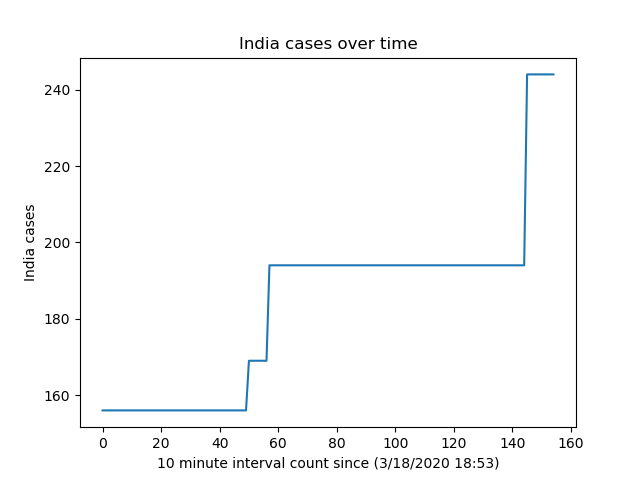 India cases over time
240
220
200
180
160
India cases
0 20 40 60 80 100 120 140 160
10 minute interval count since (3/18/2020 18:53)